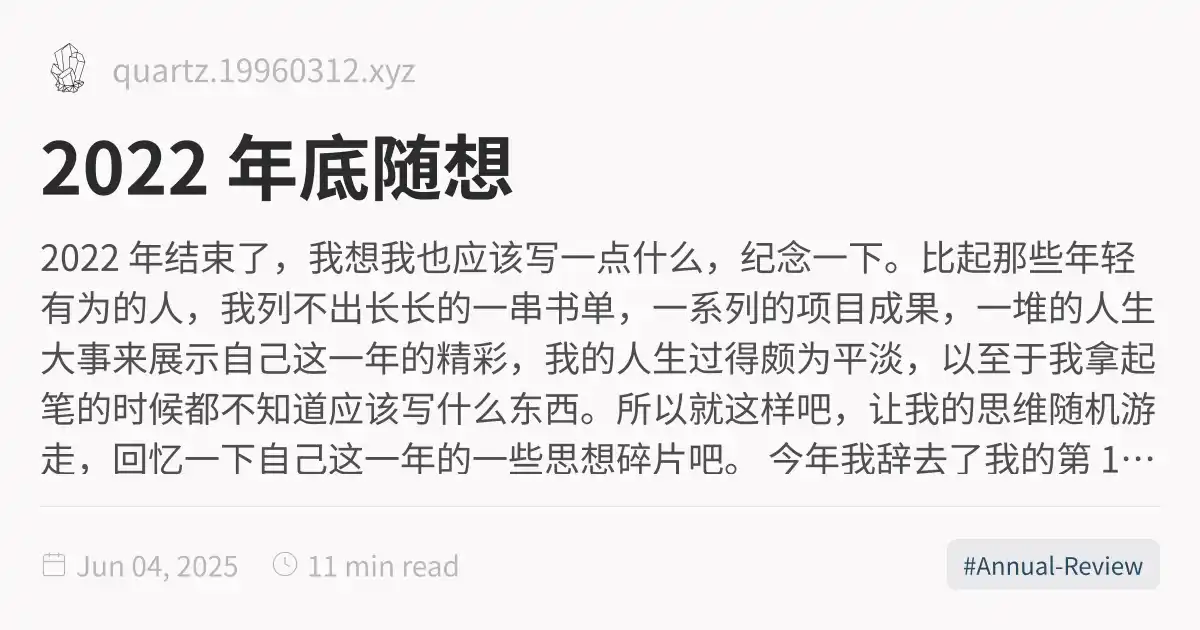 quartz.19960312.xyz
2022 年底随想
2022 年结束了，我想我也应该写一点什么，纪念一下。比起那些年轻
有为的人，我列不出长长的一串书单，一系列的项目成果，一堆的人生
大事来展示自己这一年的精彩，我的人生过得颇为平淡，以至于我拿起
笔的时候都不知道应该写什么东西。所以就这样吧，让我的思维随机游
走，回忆一下自己这一年的一些思想碎片吧。 今年我辞去了我的第 1…
Jun 04, 2025 11 min read #Annual-Review